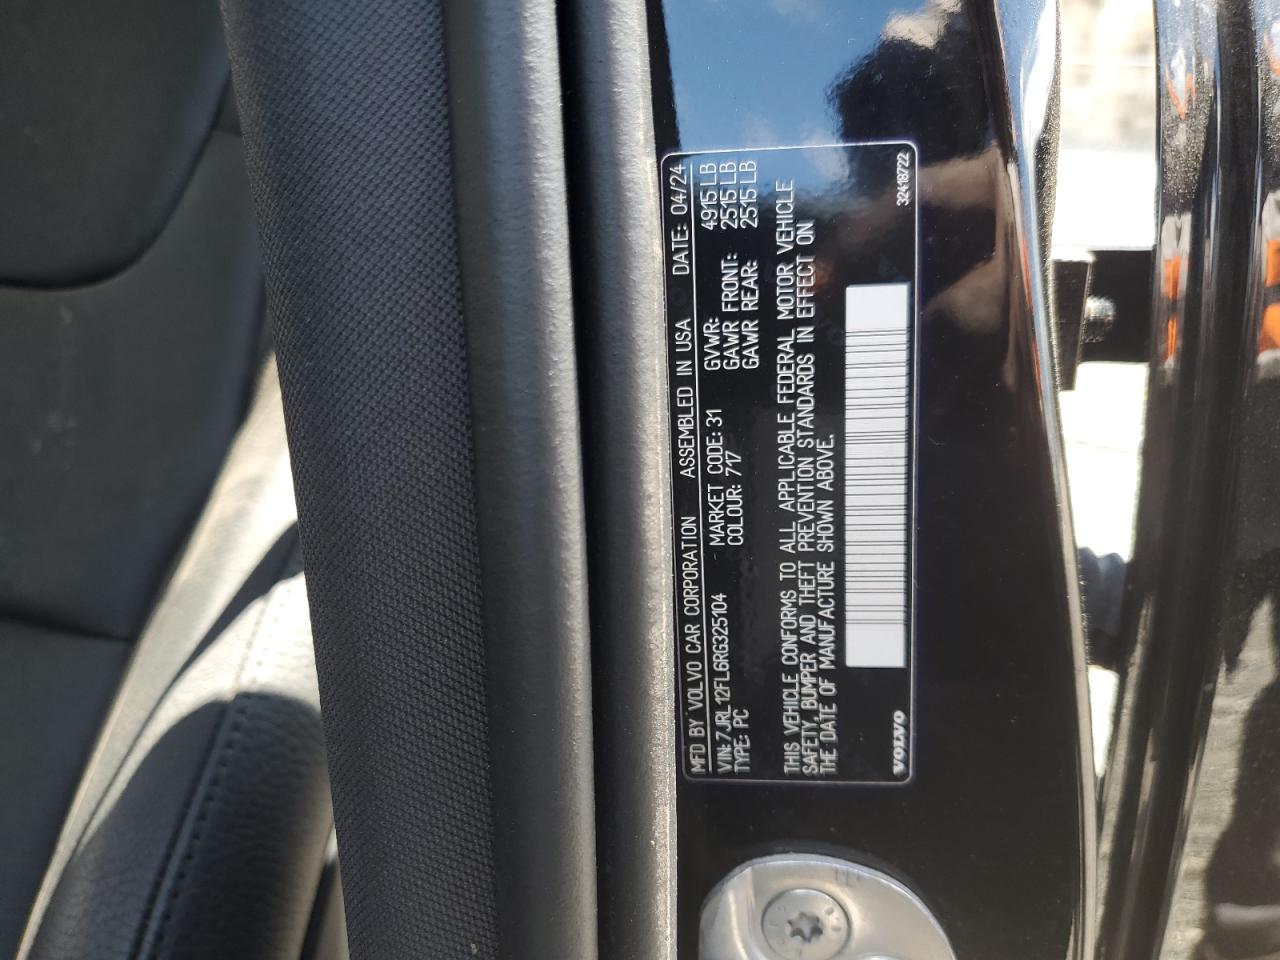 MFD BY VOLVO CAR CORPORATION ASSEMBLED IN USA DATE: 04/24
VIN: 7JRL12FL6RG325104 MARKET CODE: 31 GVWR: 4915 LB
TYPE: PC COLOUR: 717 GAWR FRONT: 2515 LB
GAWR REAR: 2515 LB
THIS VEHICLE CONFORMS TO ALL APPLICABLE FEDERAL MOTOR VEHICLE
SAFETY, BUMPER AND THEFT PREVENTION STANDARDS IN EFFECT ON
THE DATE OF MANUFACTURE SHOWN ABOVE.
VOLVO 32418722